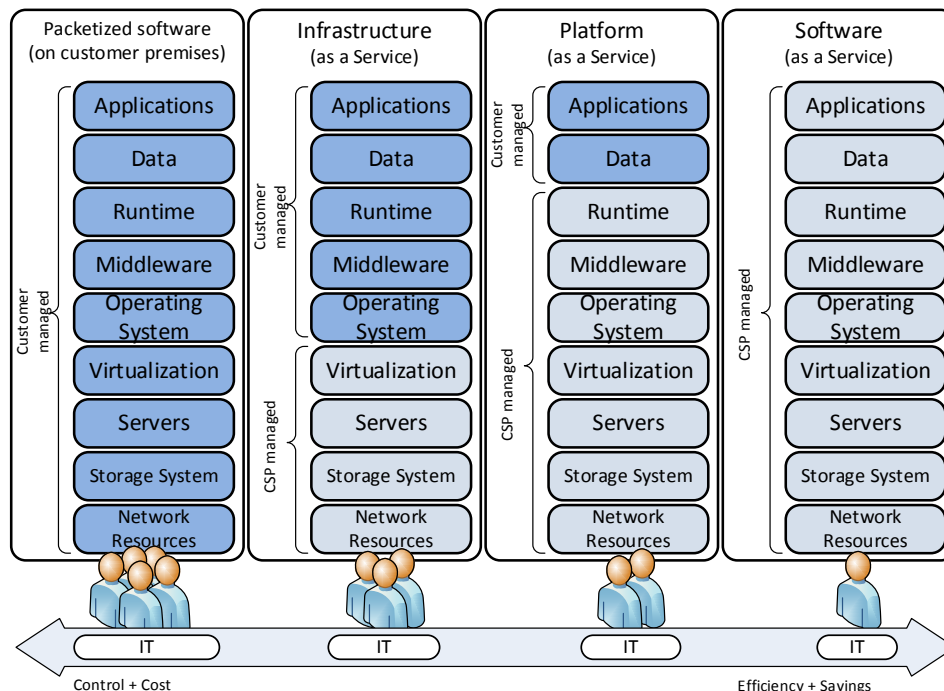 Packetized software
(on customer premises)
Customer
managed
Applications
Data
Runtime
Middleware
Operating
System
Virtualization
Servers
Storage System
Network
Resources
Infrastructure
(as a Service)
Customer
managed
CSP managed
Applications
Data
Runtime
Middleware
Operating
System
Virtualization
Servers
Storage System
Network
Resources
Platform
(as a Service)
Customer
managed
CSP managed
Applications
Data
Runtime
Middleware
Operating
System
Virtualization
Servers
Storage System
Network
Resources
Software
(as a Service)
CSP managed
Applications
Data
Runtime
Middleware
Operating
System
Virtualization
Servers
Storage System
Network
Resources
IT
IT
IT
IT
Control + Cost
Efficiency + Savings